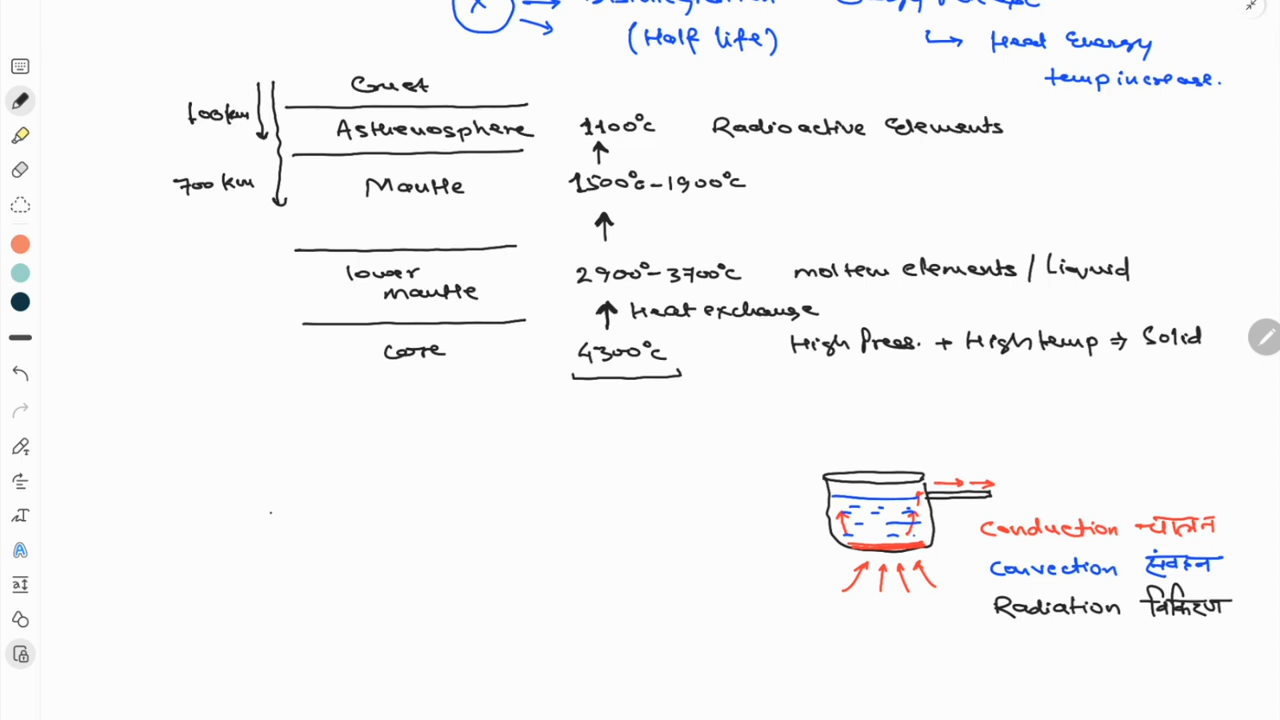 (Half life) ↳ Heat Energy
temp increase.
Crust
100km
Asthenosphere 1100°c Radioactive Elements
700 km Mantle 1500°c-1900°c
lower 2900°-3700°c molten elements / Liquid
mantle
Heat exchange
core 4300°c High Press. + High temp ⇒ Solid
Conduction चालन
Convection संवहन
Radiation विकिरण